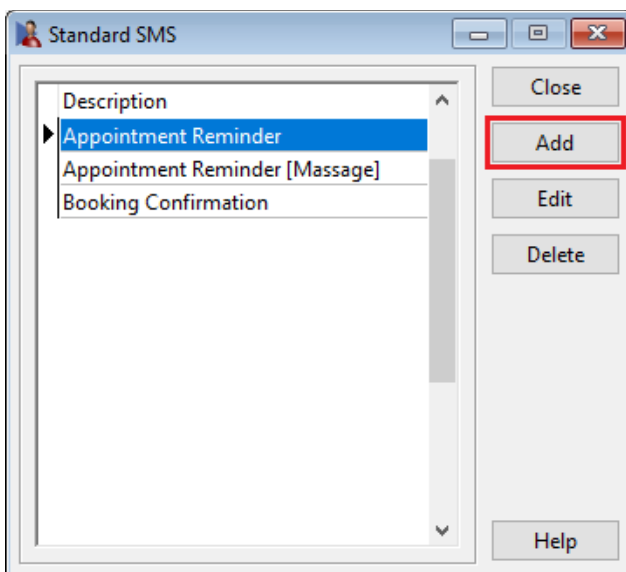 Standard SMS
Close
Description
Add
Appointment Reminder
Appointment Reminder [Massage]
Edit
Booking Confirmation
Delete
Help